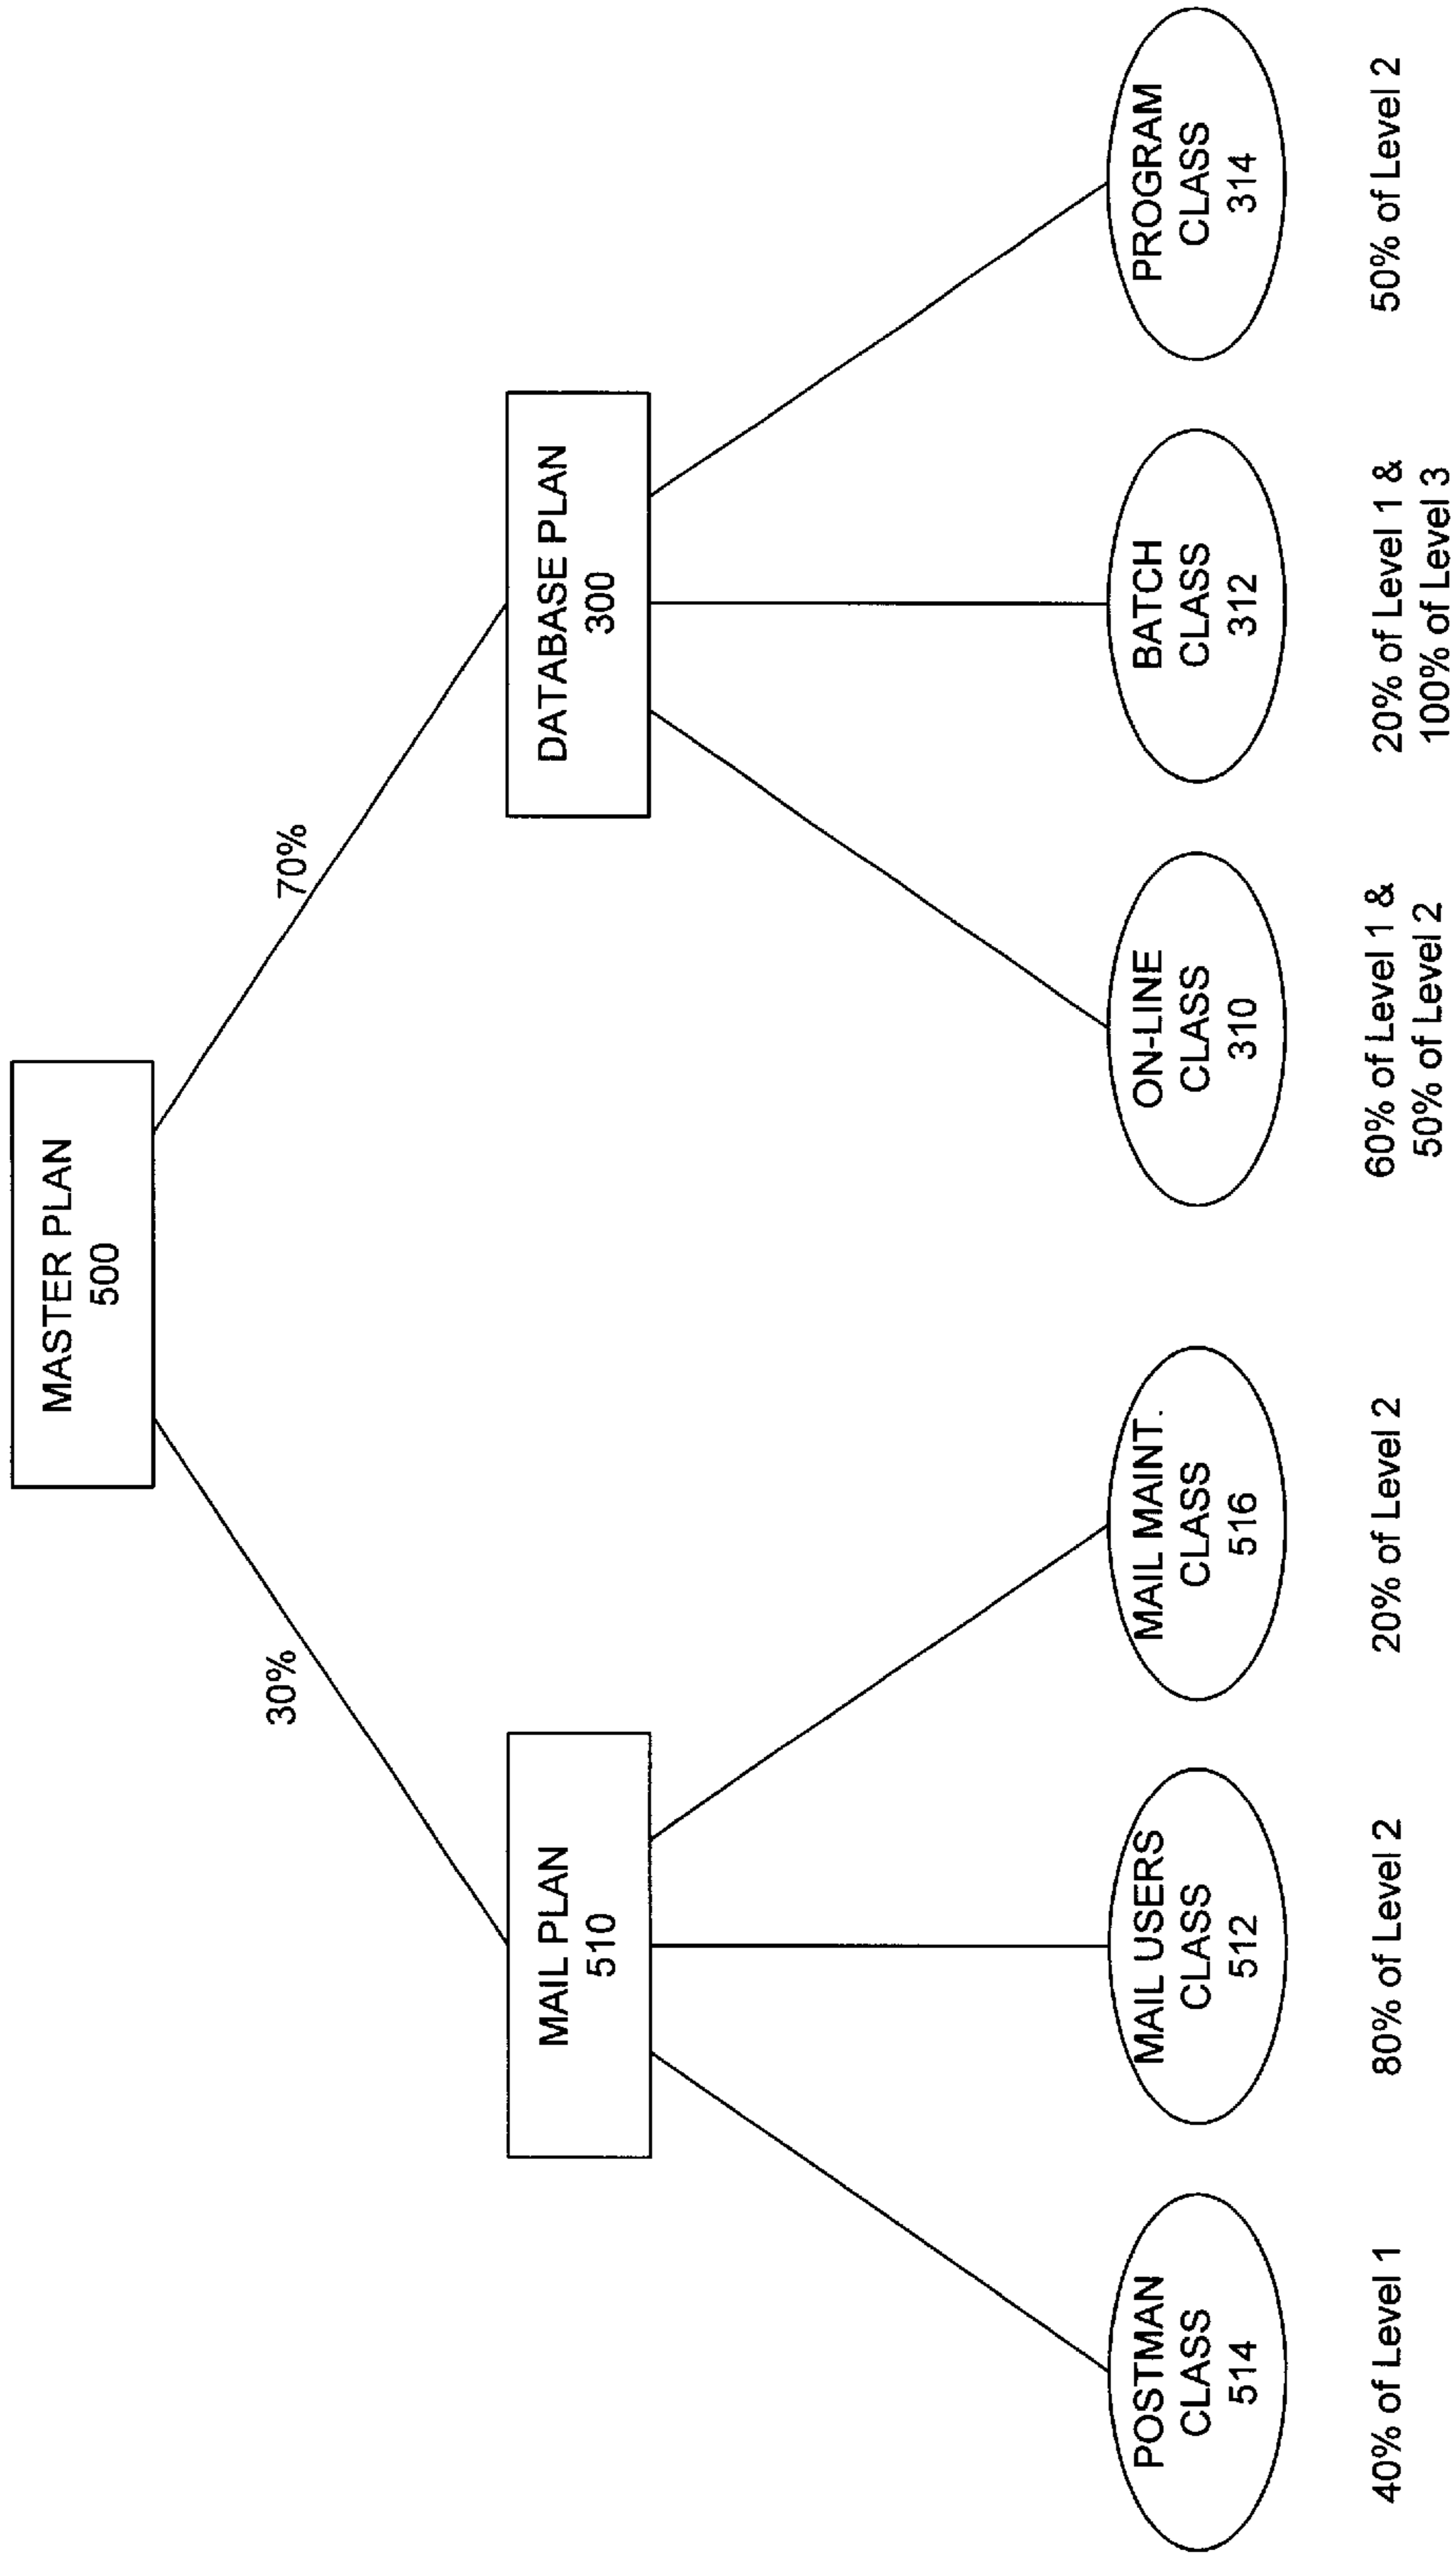 MASTER PLAN
500
30%
70%
MAIL PLAN
510
DATABASE PLAN
300
POSTMAN
CLASS
514
MAIL USERS
CLASS
512
MAIL MAINT.
CLASS
516
ON-LINE
CLASS
310
BATCH
CLASS
312
PROGRAM
CLASS
314
40% of Level 1
80% of Level 2
20% of Level 2
60% of Level 1 &
50% of Level 2
20% of Level 1 &
100% of Level 3
50% of Level 2